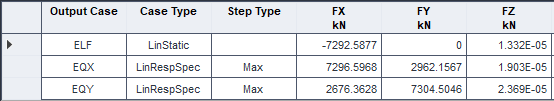 Output Case Case Type Step Type FX FY FZ
kN kN kN
ELF LinStatic -7292.5877 0 1.332E-05
EQX LinRespSpec Max 7296.5968 2962.1567 1.903E-05
EQY LinRespSpec Max 2676.3628 7304.5046 2.369E-05